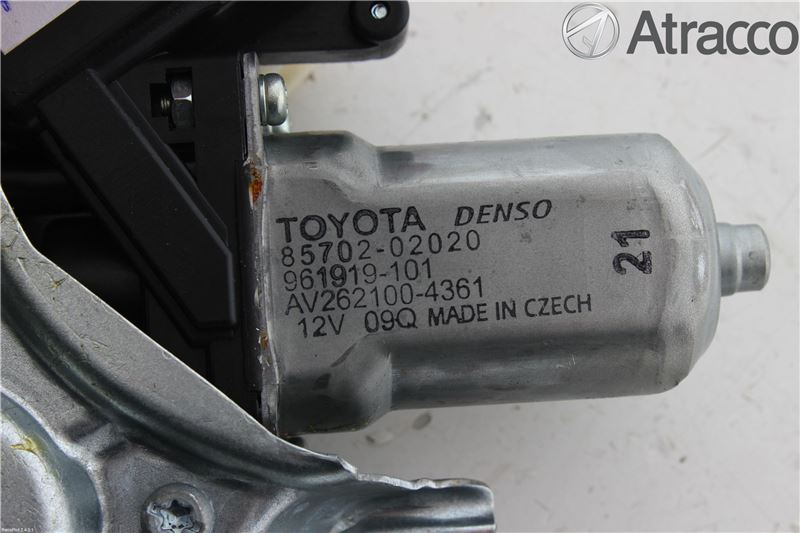 Atracco
TOYOTA DENSO
85702-02020
961919-101
AV262100-4361
12V 09Q MADE IN CZECH
21